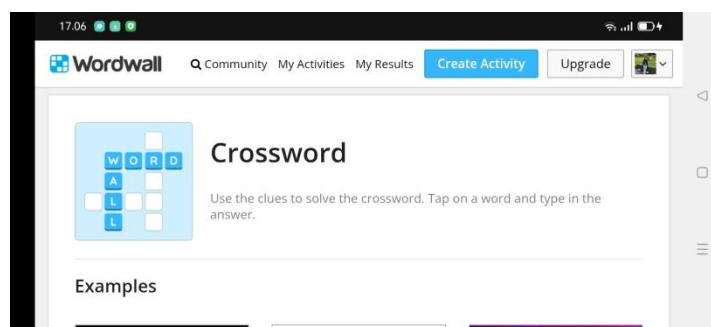 17.06
Wordwall Community My Activities My Results Create Activity Upgrade
W O R D
A
L
L
Crossword
Use the clues to solve the crossword. Tap on a word and type in the
answer.
Examples